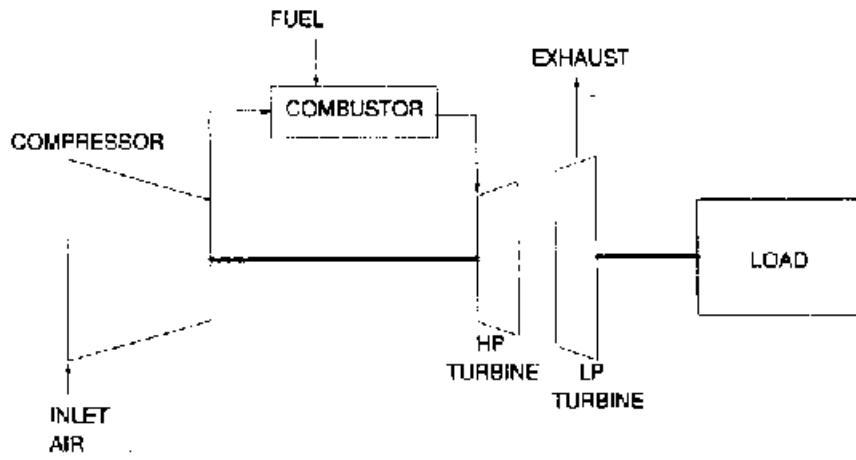 FUEL
EXHAUST
COMBUSTOR
COMPRESSOR
LOAD
HP
TURBINE
LP
TURBINE
INLET
AIR